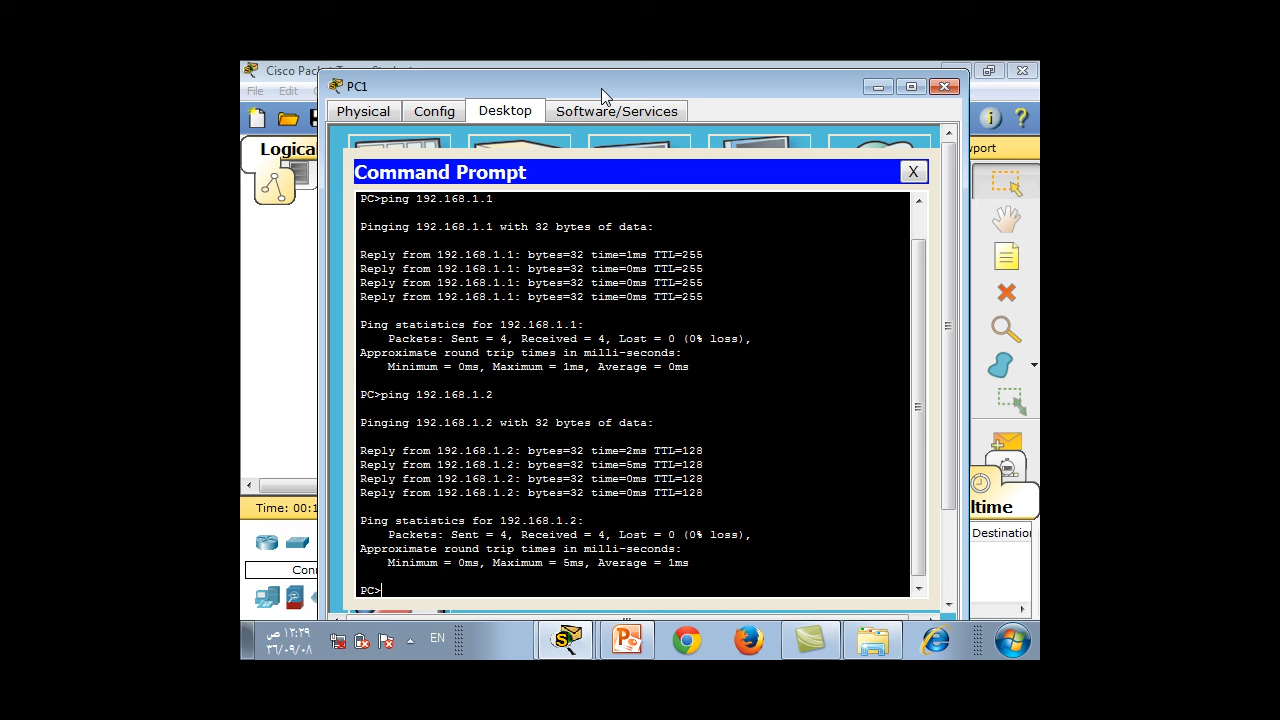 Cisco Packet Tracer Student
PC1
File Edit
Physical Config Desktop Software/Services
Logical
port
Command Prompt
X
PC>ping 192.168.1.1
Pinging 192.168.1.1 with 32 bytes of data:
Reply from 192.168.1.1: bytes=32 time=1ms TTL=255
Reply from 192.168.1.1: bytes=32 time=0ms TTL=255
Reply from 192.168.1.1: bytes=32 time=0ms TTL=255
Reply from 192.168.1.1: bytes=32 time=0ms TTL=255
Ping statistics for 192.168.1.1:
Packets: Sent = 4, Received = 4, Lost = 0 (0% loss),
Approximate round trip times in milli-seconds:
Minimum = 0ms, Maximum = 1ms, Average = 0ms
PC>ping 192.168.1.2
Pinging 192.168.1.2 with 32 bytes of data:
Reply from 192.168.1.2: bytes=32 time=2ms TTL=128
Reply from 192.168.1.2: bytes=32 time=5ms TTL=128
Reply from 192.168.1.2: bytes=32 time=0ms TTL=128
Reply from 192.168.1.2: bytes=32 time=0ms TTL=128
Ping statistics for 192.168.1.2:
Packets: Sent = 4, Received = 4, Lost = 0 (0% loss),
Approximate round trip times in milli-seconds:
Minimum = 0ms, Maximum = 5ms, Average = 1ms
PC>
Time: 00:1
ltime
Destination
Conn
EN
١٢:٢٩ ص
٣٦/٠٩/٠٨